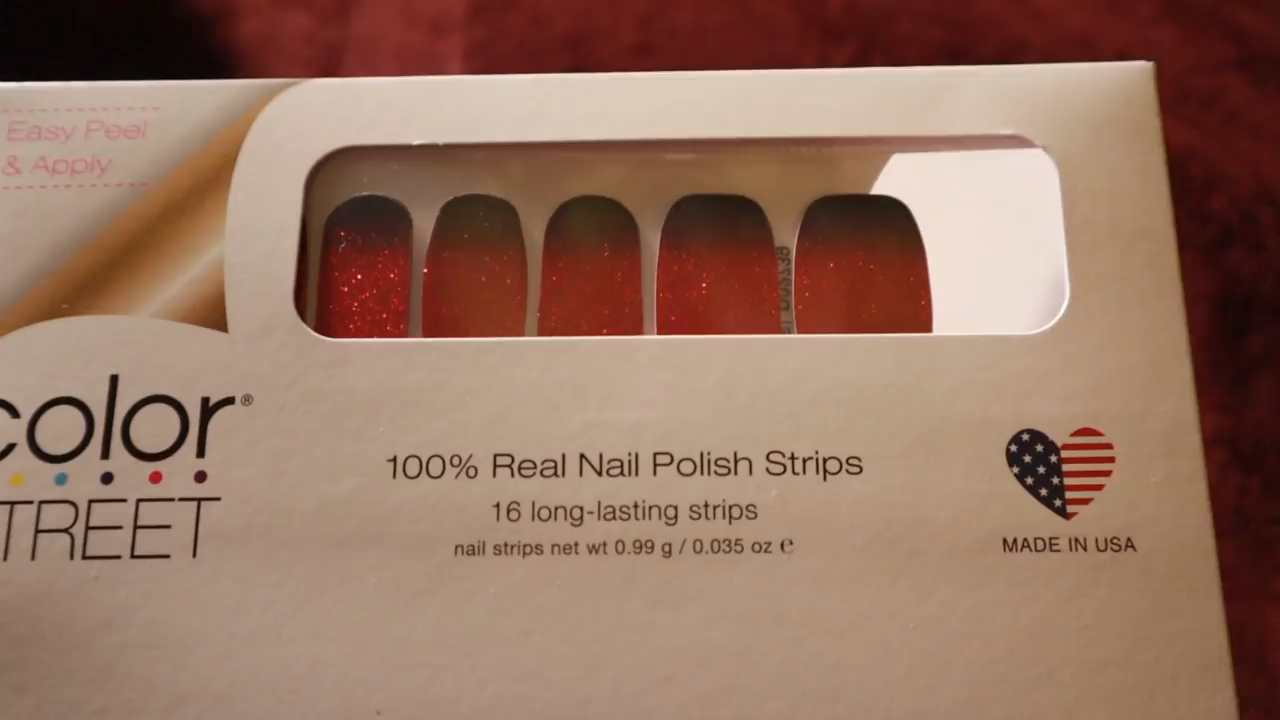 Easy Peel
& Apply
color®
TREET
100% Real Nail Polish Strips
16 long-lasting strips
nail strips net wt 0.99 g / 0.035 oz ℮
MADE IN USA